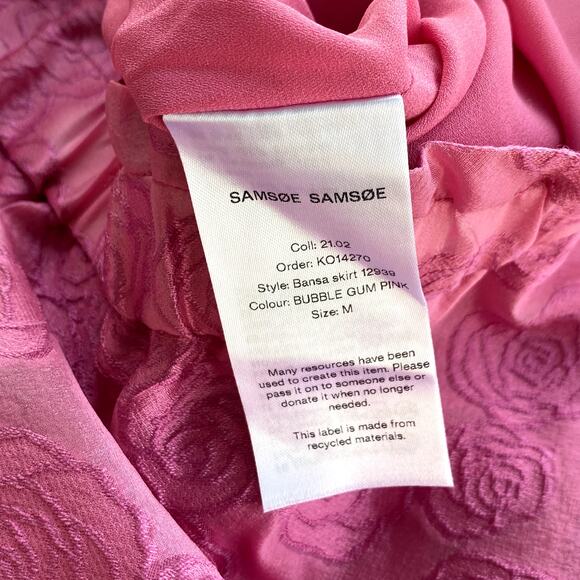 SAMSØE SAMSØE
Coll: 21.02
Order: KO14270
Style: Bansa skirt 12939
Colour: BUBBLE GUM PINK
Size: M
Many resources have been
used to create this item. Please
pass it on to someone else or
donate it when no longer
needed.
This label is made from
recycled materials.